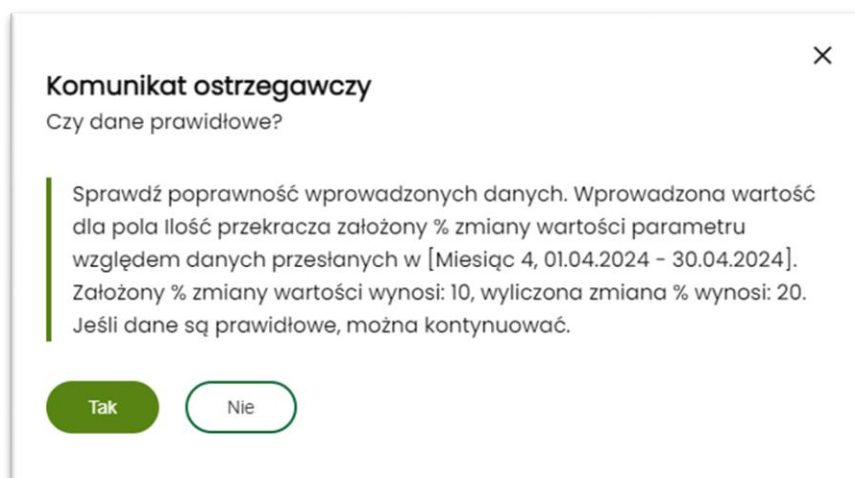 Komunikat ostrzegawczy
Czy dane prawidłowe?
Sprawdź poprawność wprowadzonych danych. Wprowadzona wartość
dla pola Ilość przekracza założony % zmiany wartości parametru
względem danych przesłanych w [Miesiąc 4, 01.04.2024 - 30.04.2024].
Założony % zmiany wartości wynosi: 10, wyliczona zmiana % wynosi: 20.
Jeśli dane są prawidłowe, można kontynuować.
Tak Nie